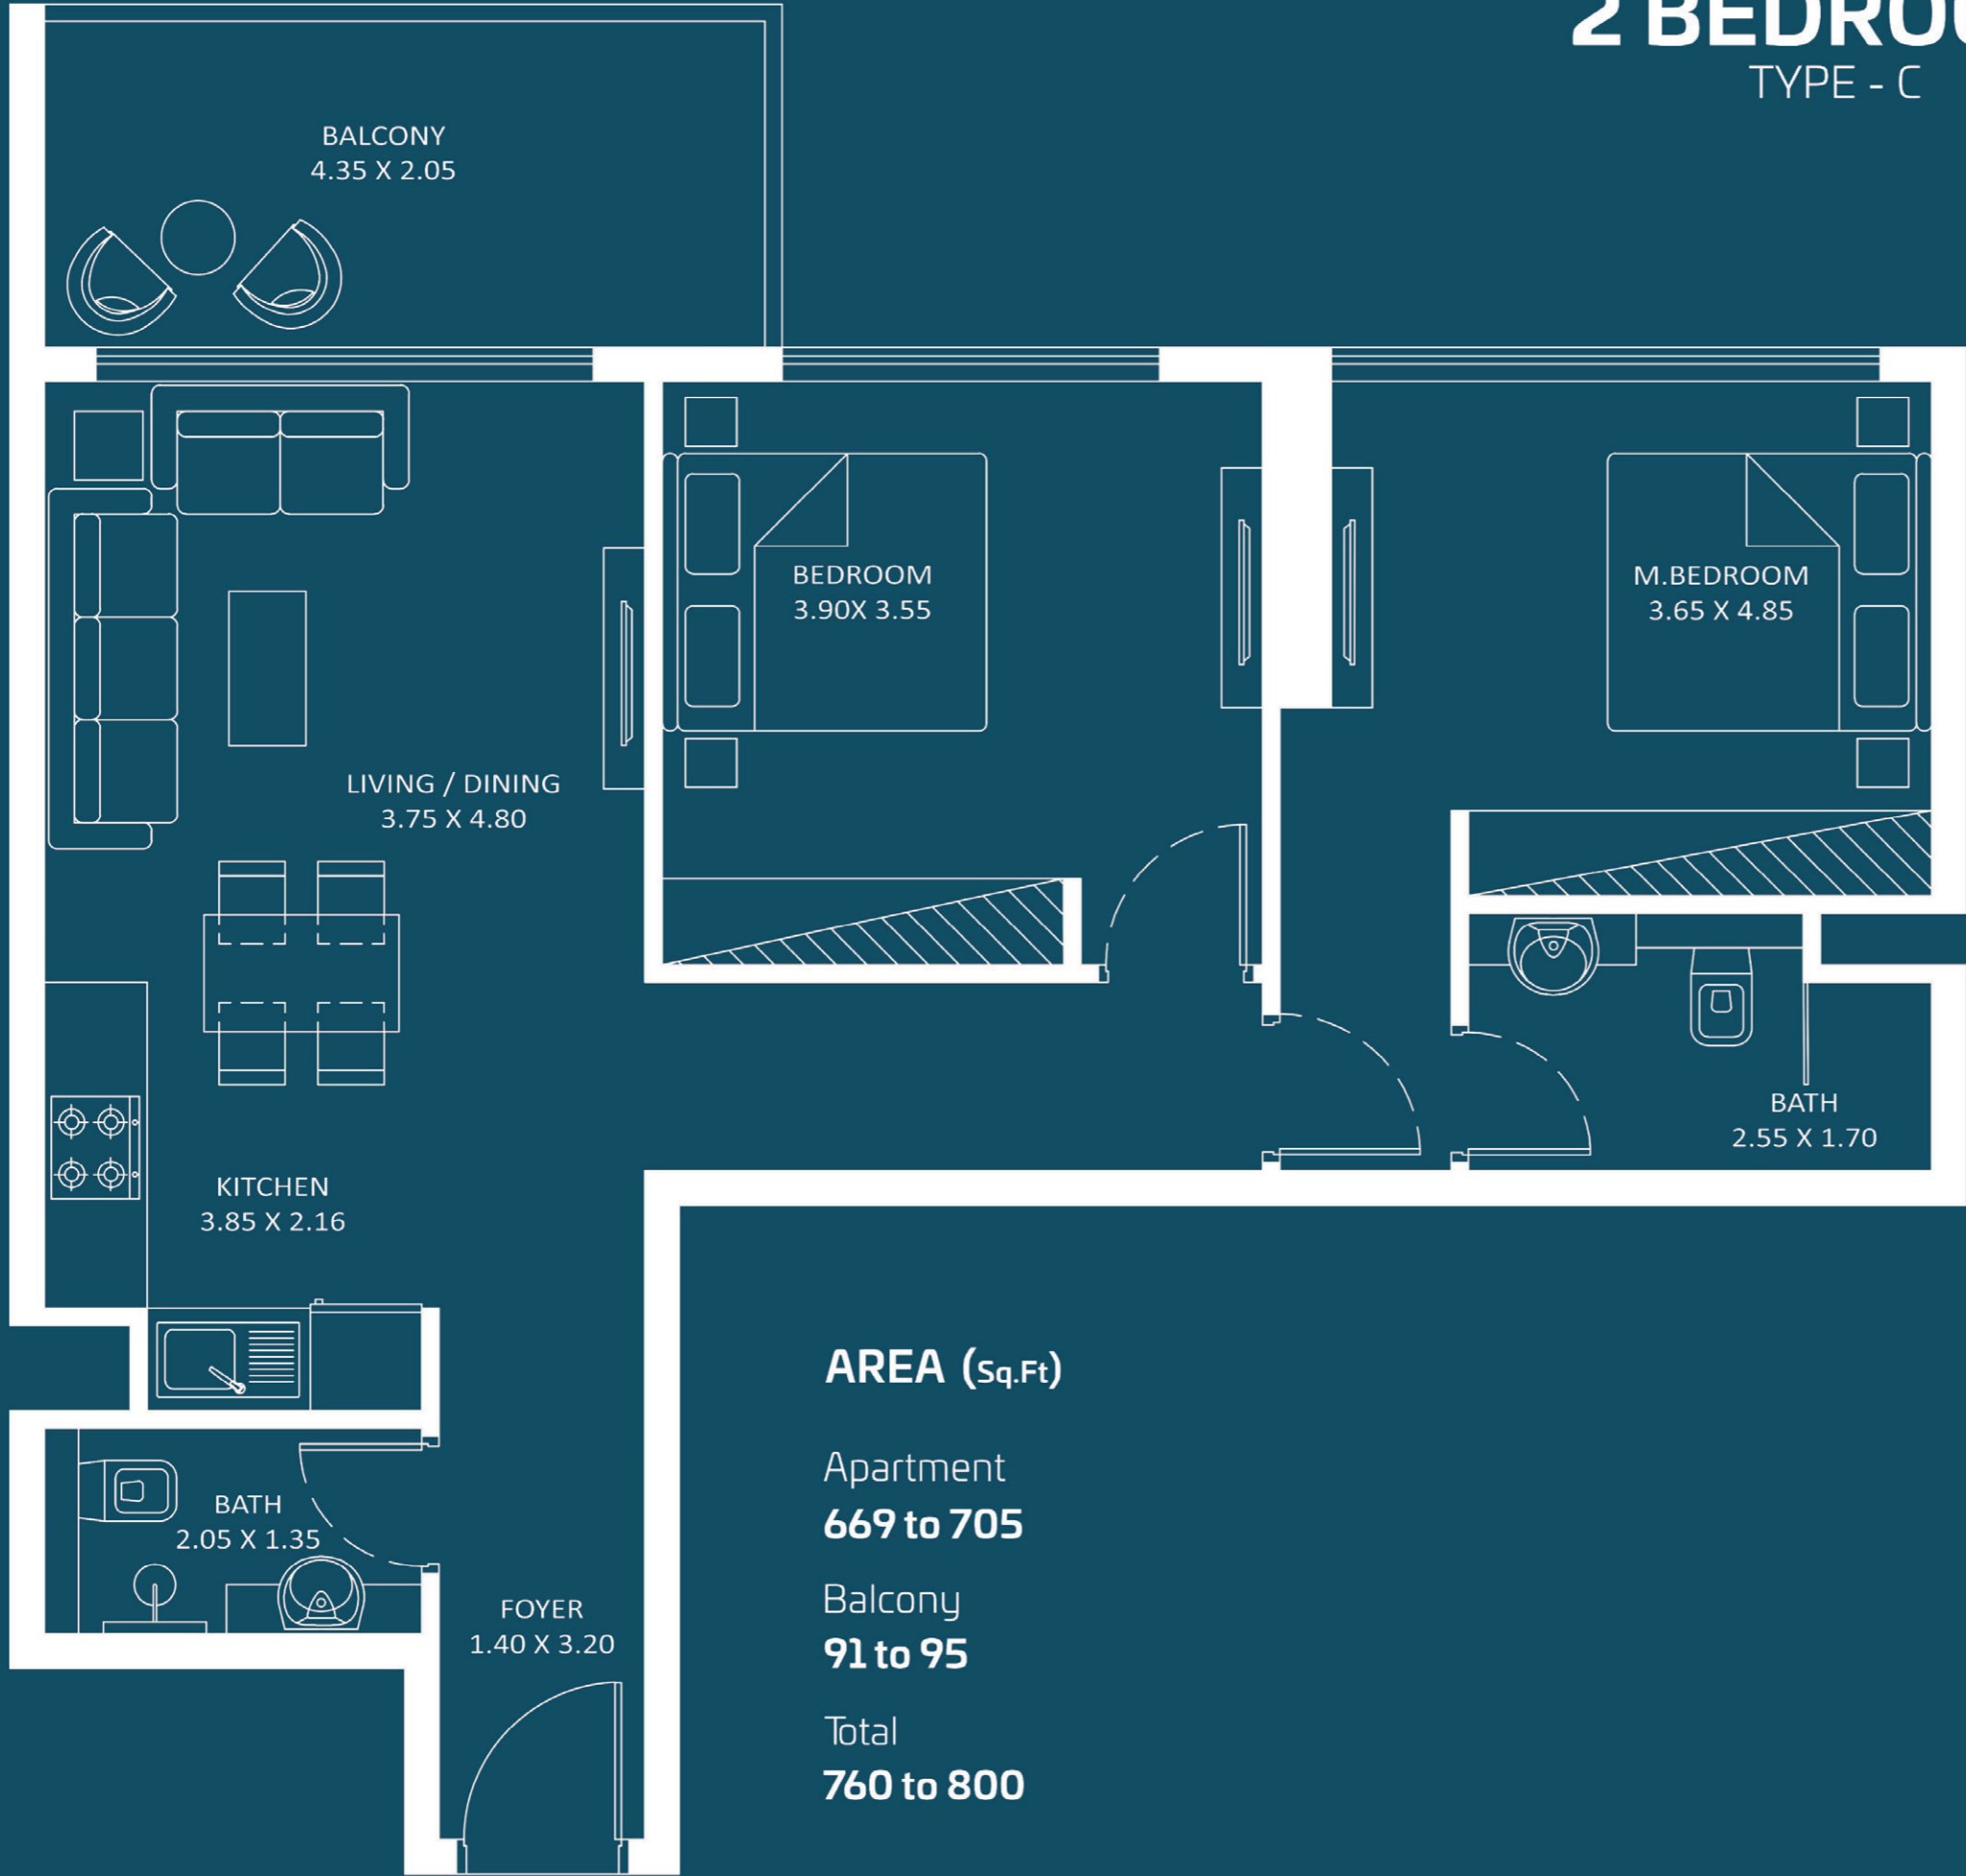 2 BEDROO
TYPE - C
BALCONY
4.35 X 2.05
BEDROOM
3.90X 3.55
M.BEDROOM
3.65 X 4.85
LIVING / DINING
3.75 X 4.80
BATH
2.55 X 1.70
KITCHEN
3.85 X 2.16
BATH
2.05 X 1.35
FOYER
1.40 X 3.20
AREA (Sq.Ft)
Apartment
669 to 705
Balcony
91 to 95
Total
760 to 800